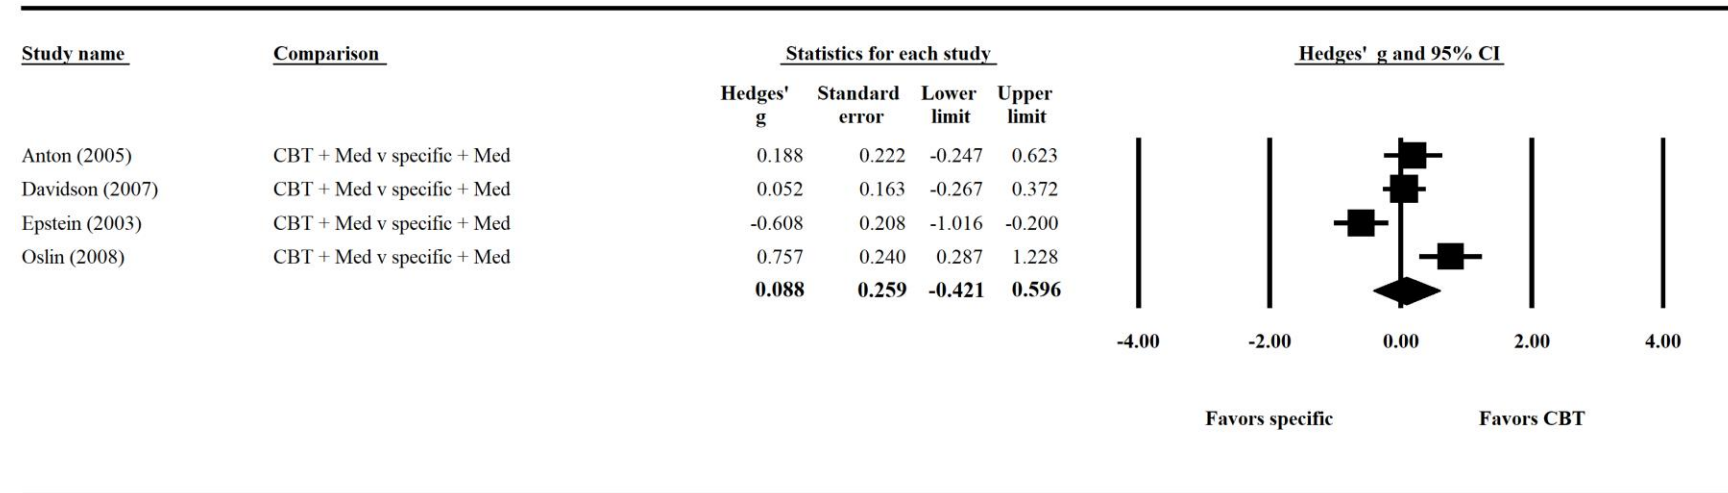 Study name Comparison Statistics for each study Hedges' g and 95% CI
Hedges' Standard Lower Upper
g error limit limit
Anton (2005) CBT + Med v specific + Med 0.188 0.222 -0.247 0.623
Davidson (2007) CBT + Med v specific + Med 0.052 0.163 -0.267 0.372
Epstein (2003) CBT + Med v specific + Med -0.608 0.208 -1.016 -0.200
Oslin (2008) CBT + Med v specific + Med 0.757 0.240 0.287 1.228
0.088 0.259 -0.421 0.596
-4.00 -2.00 0.00 2.00 4.00
Favors specific Favors CBT